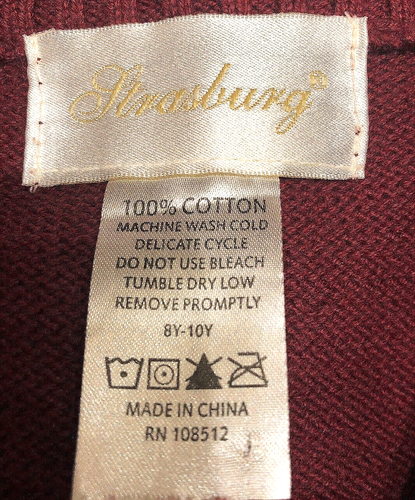 Strasburg®
100% COTTON
MACHINE WASH COLD
DELICATE CYCLE
DO NOT USE BLEACH
TUMBLE DRY LOW
REMOVE PROMPTLY
8Y-10Y
MADE IN CHINA
RN 108512